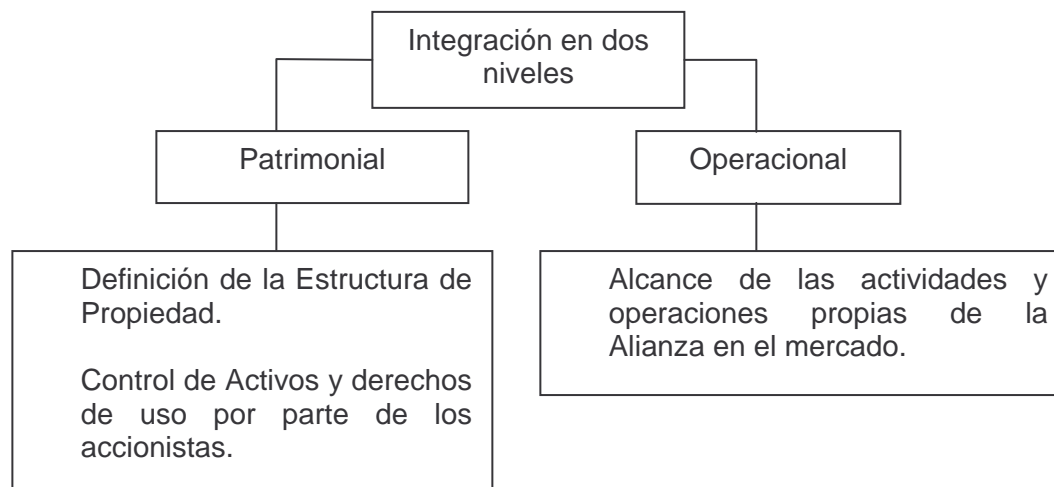 Integración en dos
niveles
Patrimonial
Operacional
Definición de la Estructura de
Propiedad.
Control de Activos y derechos
de uso por parte de los
accionistas.
Alcance de las actividades y
operaciones propias de la
Alianza en el mercado.